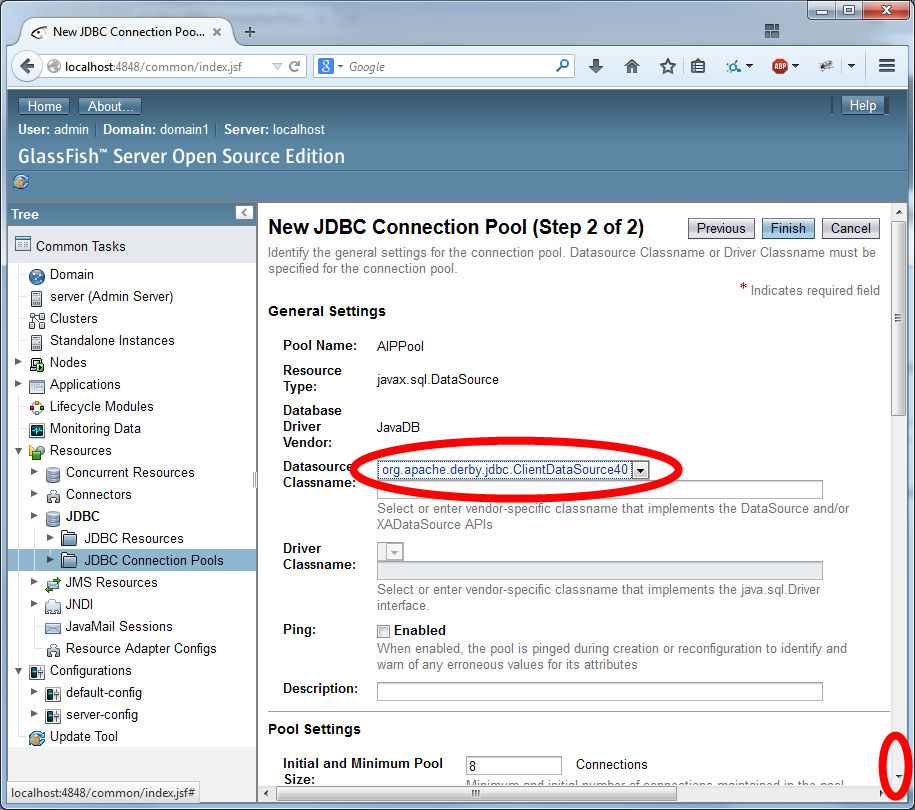 New JDBC Connection Poo...
localhost:4848/common/index.jsf
Google
ABP
Home About... Help
User: admin Domain: domain1 Server: localhost
GlassFish™ Server Open Source Edition
Tree
Common Tasks
Domain
server (Admin Server)
Clusters
Standalone Instances
Nodes
Applications
Lifecycle Modules
Monitoring Data
Resources
Concurrent Resources
Connectors
JDBC
JDBC Resources
JDBC Connection Pools
JMS Resources
JNDI
JavaMail Sessions
Resource Adapter Configs
Configurations
default-config
server-config
Update Tool
localhost:4848/common/index.jsf#
New JDBC Connection Pool (Step 2 of 2)
Previous Finish Cancel
Identify the general settings for the connection pool. Datasource Classname or Driver Classname must be
specified for the connection pool.
* Indicates required field
General Settings
Pool Name: AIPPool
Resource
Type: javax.sql.DataSource
Database
Driver
Vendor: JavaDB
Datasource org.apache.derby.jdbc.ClientDataSource40
Classname:
Select or enter vendor-specific classname that implements the DataSource and/or
XADataSource APIs
Driver
Classname:
Select or enter vendor-specific classname that implements the java.sql.Driver
interface.
Ping: Enabled
When enabled, the pool is pinged during creation or reconfiguration to identify and
warn of any erroneous values for its attributes
Description:
Pool Settings
Initial and Minimum Pool 8 Connections
Size:
Minimum and initial number of connections maintained in the pool